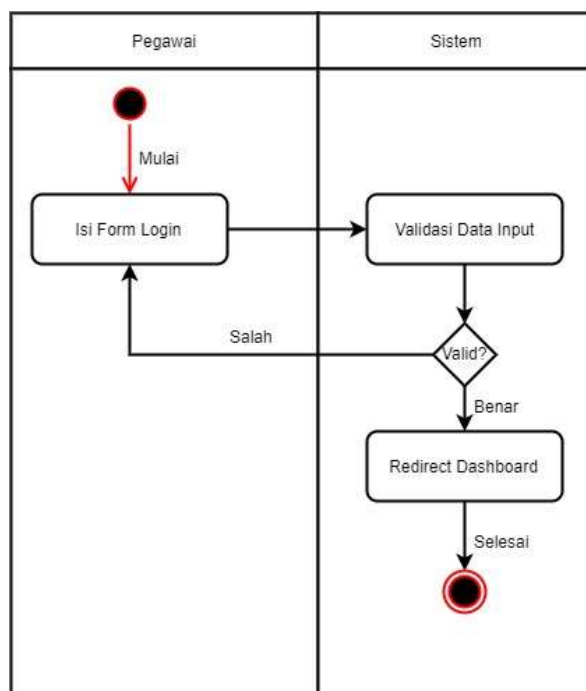 Pegawai
Sistem
Mulai
Isi Form Login
Validasi Data Input
Salah
Valid?
Benar
Redirect Dashboard
Selesai